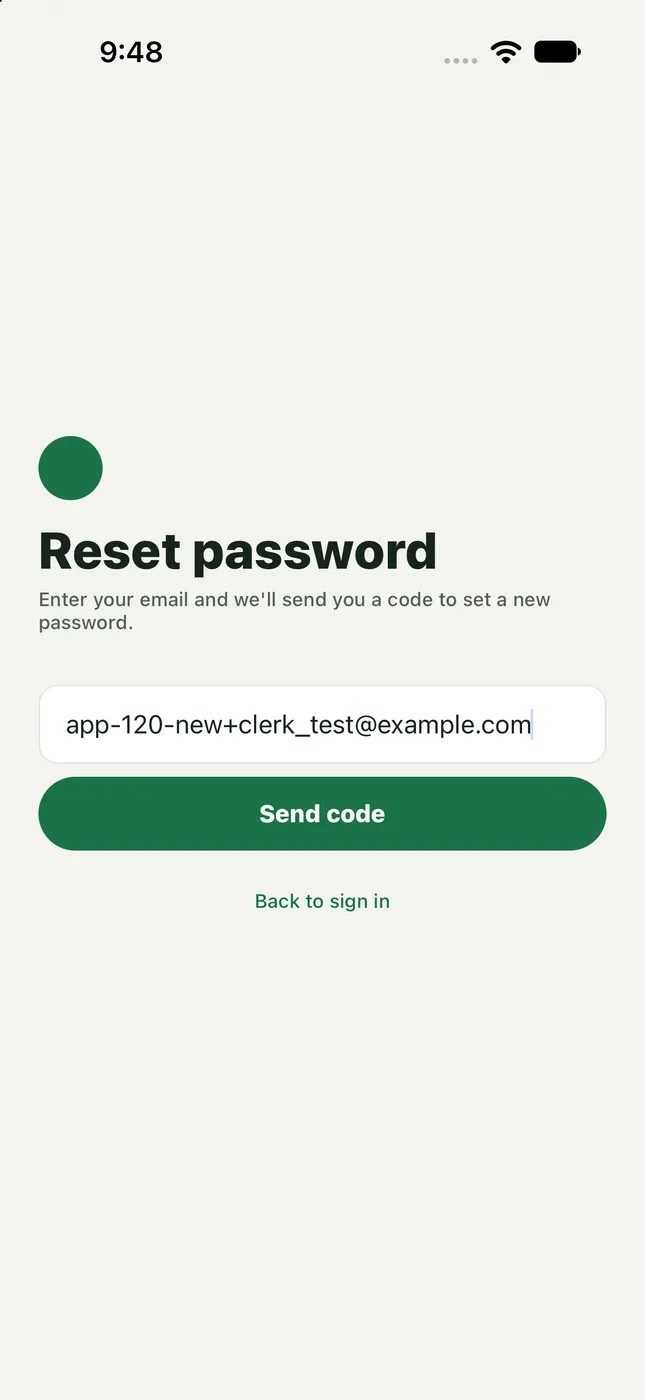 9:48
Reset password
Enter your email and we'll send you a code to set a new
password.
app-120-new+clerk_test@example.com
Send code
Back to sign in